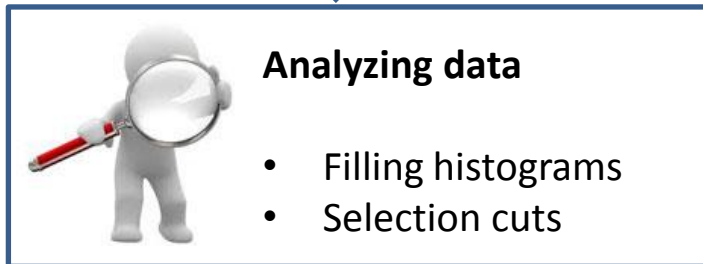 Analyzing data
• Filling histograms
• Selection cuts